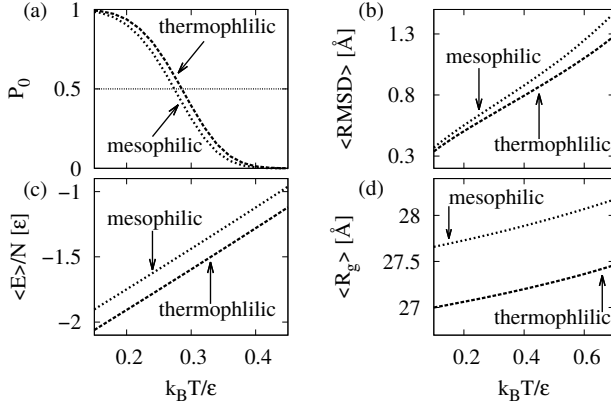 (a)
thermophlilic
mesophilic
P0
1
0.5
0
(b)
mesophilic
thermophlilic
<RMSD> [Å]
1.3
0.8
0.3
(c)
mesophilic
thermophlilic
<E>/N [ε]
-1
-1.5
-2
0.2 0.3 0.4
kBT/ε
(d)
mesophilic
thermophlilic
<Rg> [Å]
28
27.5
27
0.2 0.4 0.6
kBT/ε